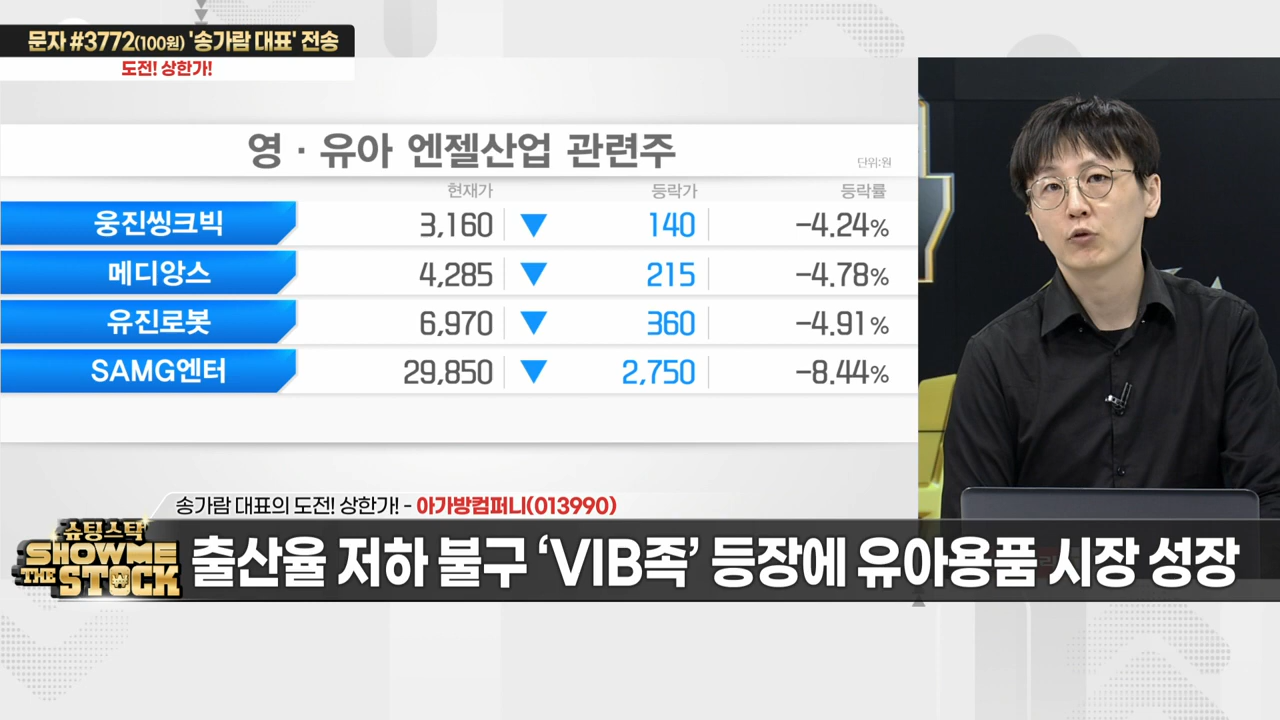 문자 #3772(100원) '송가람 대표' 전송
도전! 상한가!
영·유아 엔젤산업 관련주
단위:원
현재가 등락가 등락률
웅진씽크빅 3,160 ▼ 140 -4.24%
메디앙스 4,285 ▼ 215 -4.78%
유진로봇 6,970 ▼ 360 -4.91%
SAMG엔터 29,850 ▼ 2,750 -8.44%
송가람 대표의 도전! 상한가! - 아가방컴퍼니(013990)
슈팅스탁
SHOW ME
THE STOCK
출산율 저하 불구 'VIB족' 등장에 유아용품 시장 성장